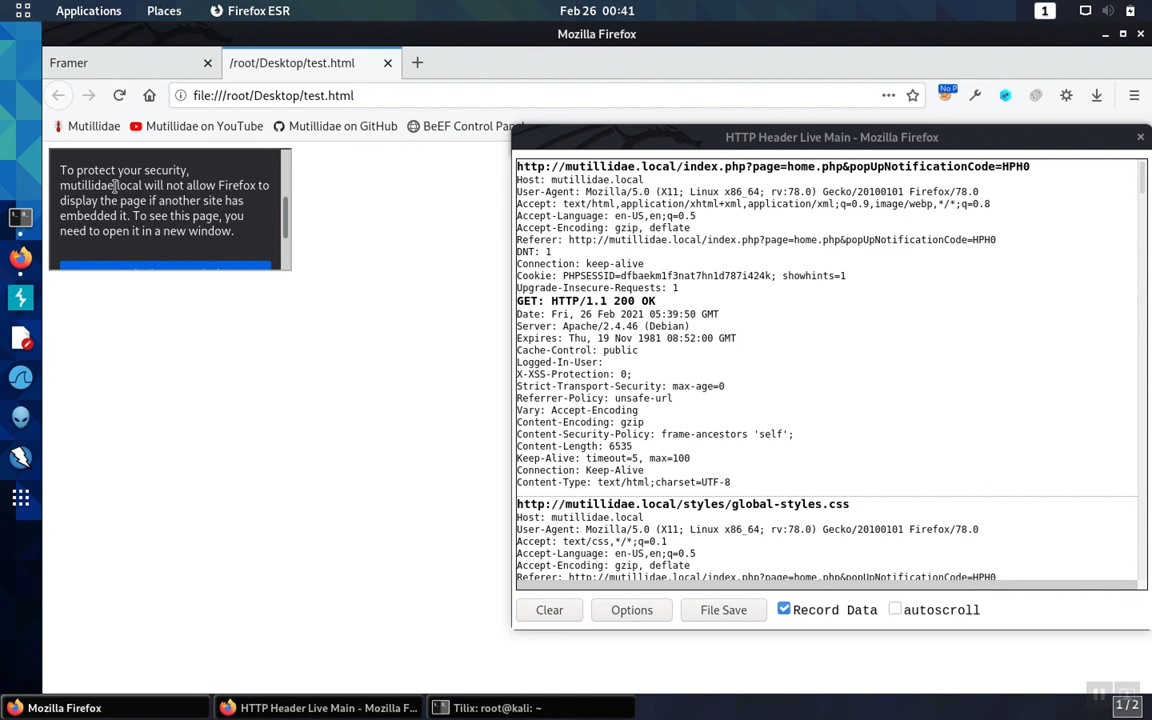 Applications Places Firefox ESR Feb 26 00:41 1
Mozilla Firefox
Framer /root/Desktop/test.html
file:///root/Desktop/test.html No P
Mutillidae Mutillidae on YouTube Mutillidae on GitHub BeEF Control Pan
HTTP Header Live Main - Mozilla Firefox
To protect your security,
mutillidae.local will not allow Firefox to
display the page if another site has
embedded it. To see this page, you
need to open it in a new window.
http://mutillidae.local/index.php?page=home.php&popUpNotificationCode=HPH0
Host: mutillidae.local
User-Agent: Mozilla/5.0 (X11; Linux x86_64; rv:78.0) Gecko/20100101 Firefox/78.0
Accept: text/html,application/xhtml+xml,application/xml;q=0.9,image/webp,*/*;q=0.8
Accept-Language: en-US,en;q=0.5
Accept-Encoding: gzip, deflate
Referer: http://mutillidae.local/index.php?page=home.php&popUpNotificationCode=HPH0
DNT: 1
Connection: keep-alive
Cookie: PHPSESSID=dfbaekm1f3nat7hn1d787i424k; showhints=1
Upgrade-Insecure-Requests: 1
GET: HTTP/1.1 200 OK
Date: Fri, 26 Feb 2021 05:39:50 GMT
Server: Apache/2.4.46 (Debian)
Expires: Thu, 19 Nov 1981 08:52:00 GMT
Cache-Control: public
Logged-In-User:
X-XSS-Protection: 0;
Strict-Transport-Security: max-age=0
Referrer-Policy: unsafe-url
Vary: Accept-Encoding
Content-Encoding: gzip
Content-Security-Policy: frame-ancestors 'self';
Content-Length: 6535
Keep-Alive: timeout=5, max=100
Connection: Keep-Alive
Content-Type: text/html;charset=UTF-8
http://mutillidae.local/styles/global-styles.css
Host: mutillidae.local
User-Agent: Mozilla/5.0 (X11; Linux x86_64; rv:78.0) Gecko/20100101 Firefox/78.0
Accept: text/css,*/*;q=0.1
Accept-Language: en-US,en;q=0.5
Accept-Encoding: gzip, deflate
Referer: http://mutillidae.local/index.php?page=home.php&popUpNotificationCode=HPH0
Clear Options File Save Record Data autoscroll
Mozilla Firefox HTTP Header Live Main - Mozilla F... Tilix: root@kali: ~ 1/2